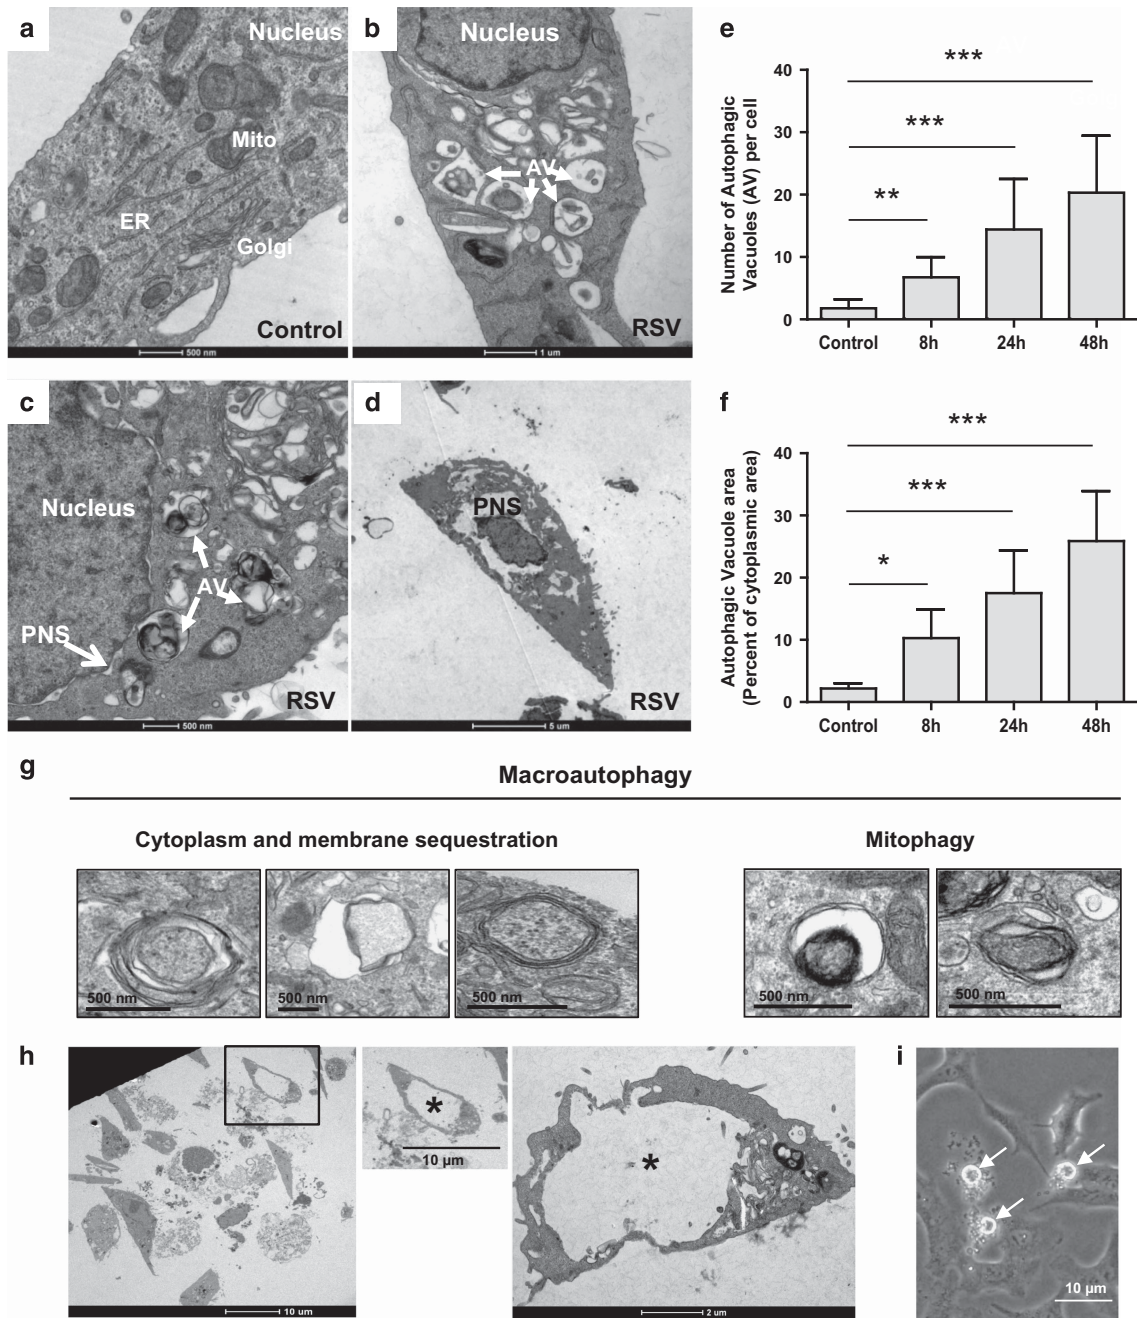 a
Nucleus
Mito
ER
Golgi
Control
500 nm
b
Nucleus
AV
RSV
1 um
c
Nucleus
AV
PNS
RSV
500 nm
d
PNS
RSV
5 um
e
Number of Autophagic
Vacuoles (AV) per cell
40
30
20
10
0
***
***
**
Control 8h 24h 48h
f
Autophagic Vacuole area
(Percent of cytoplasmic area)
40
30
20
10
0
***
***
*
Control 8h 24h 48h
g
Macroautophagy
Cytoplasm and membrane sequestration
Mitophagy
500 nm
500 nm
500 nm
500 nm
500 nm
h
10 um
*
10 µm
*
2 um
i
10 µm